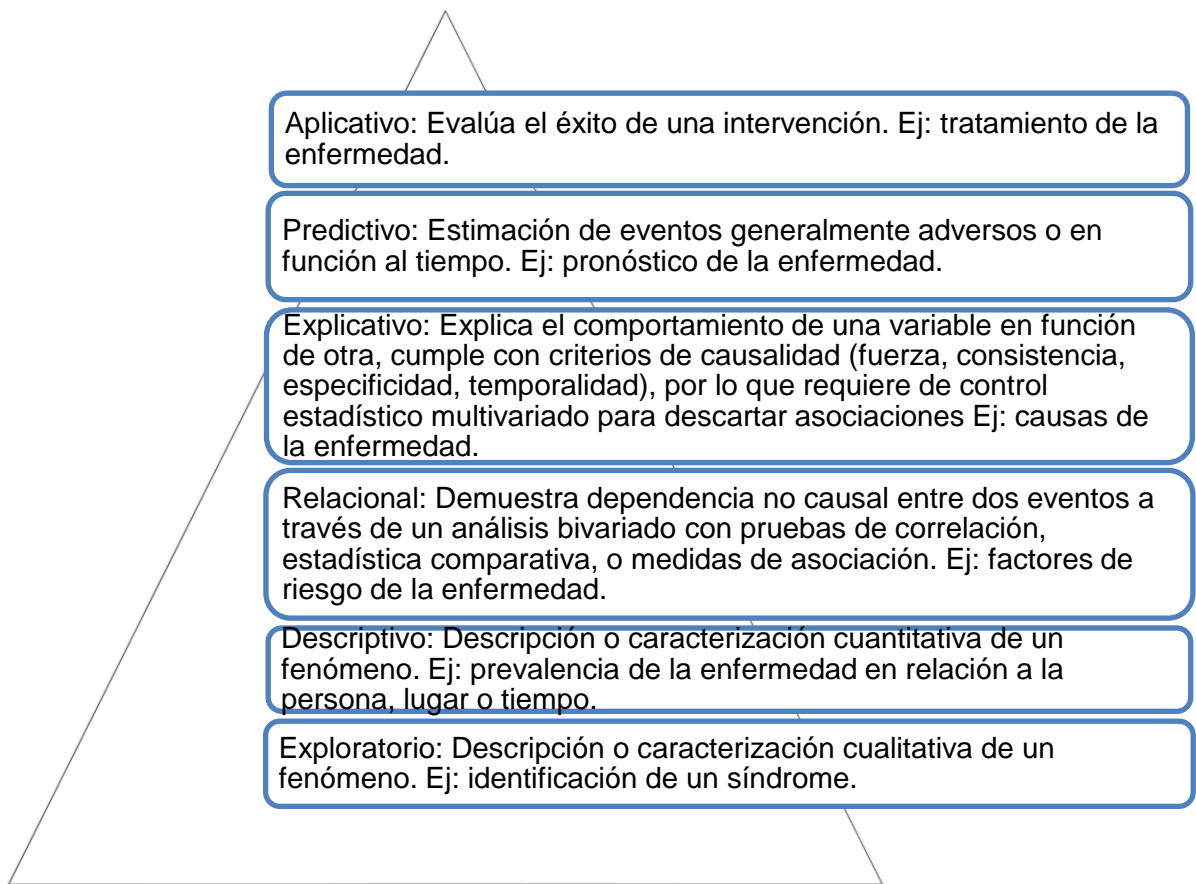 Aplicativo: Evalúa el éxito de una intervención. Ej: tratamiento de la
enfermedad.
Predictivo: Estimación de eventos generalmente adversos o en
función al tiempo. Ej: pronóstico de la enfermedad.
Explicativo: Explica el comportamiento de una variable en función
de otra, cumple con criterios de causalidad (fuerza, consistencia,
especificidad, temporalidad), por lo que requiere de control
estadístico multivariado para descartar asociaciones Ej: causas de
la enfermedad.
Relacional: Demuestra dependencia no causal entre dos eventos a
través de un análisis bivariado con pruebas de correlación,
estadística comparativa, o medidas de asociación. Ej: factores de
riesgo de la enfermedad.
Descriptivo: Descripción o caracterización cuantitativa de un
fenómeno. Ej: prevalencia de la enfermedad en relación a la
persona, lugar o tiempo.
Exploratorio: Descripción o caracterización cualitativa de un
fenómeno. Ej: identificación de un síndrome.